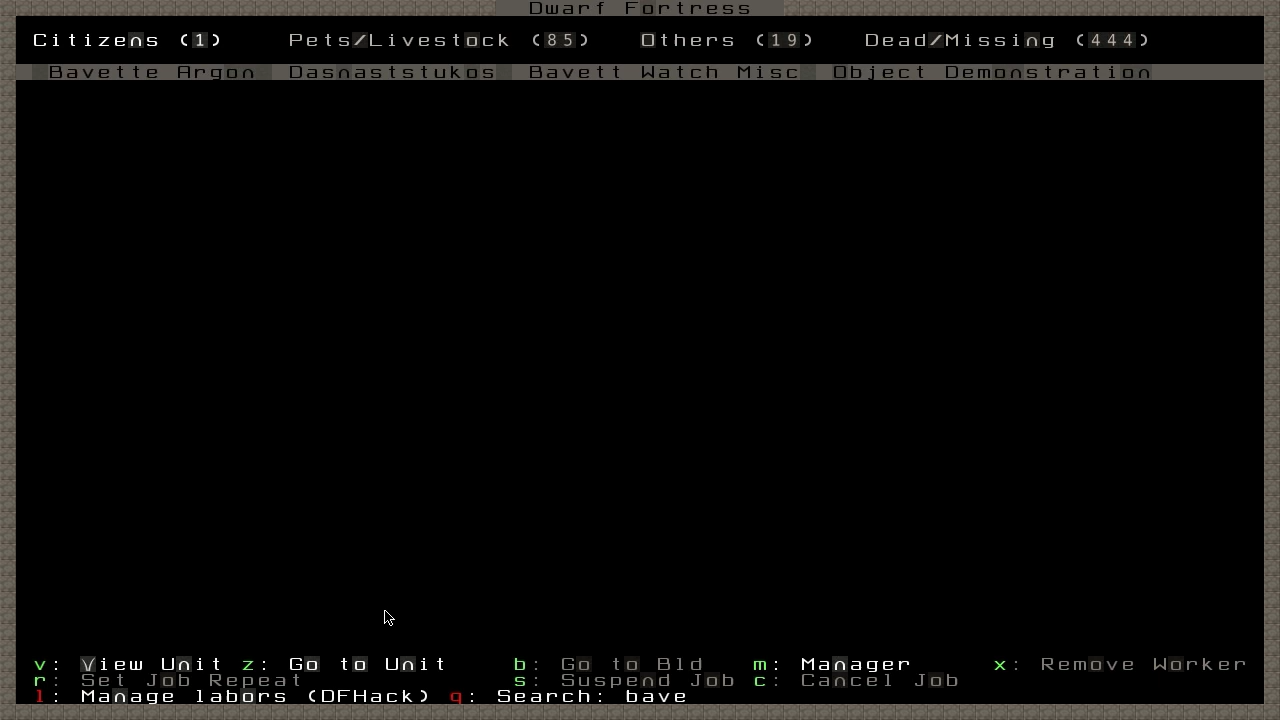 Dwarf Fortress
Citizens (1) Pets/Livestock (85) Others (19) Dead/Missing (444)
Bavette Argon Dasnaststukos Bavett Watch Misc Object Demonstration
v: View Unit z: Go to Unit b: Go to Bld m: Manager x: Remove Worker
r: Set Job Repeat s: Suspend Job c: Cancel Job
l: Manage labors (DFHack) q: Search: bave